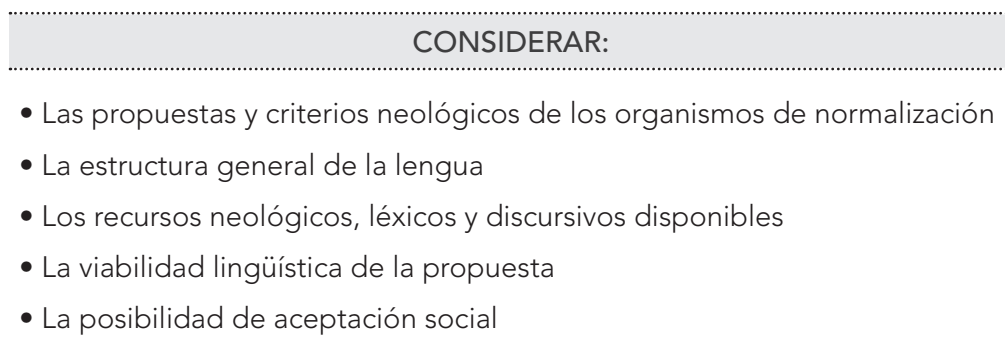 CONSIDERAR:
• Las propuestas y criterios neológicos de los organismos de normalización
• La estructura general de la lengua
• Los recursos neológicos, léxicos y discursivos disponibles
• La viabilidad lingüística de la propuesta
• La posibilidad de aceptación social